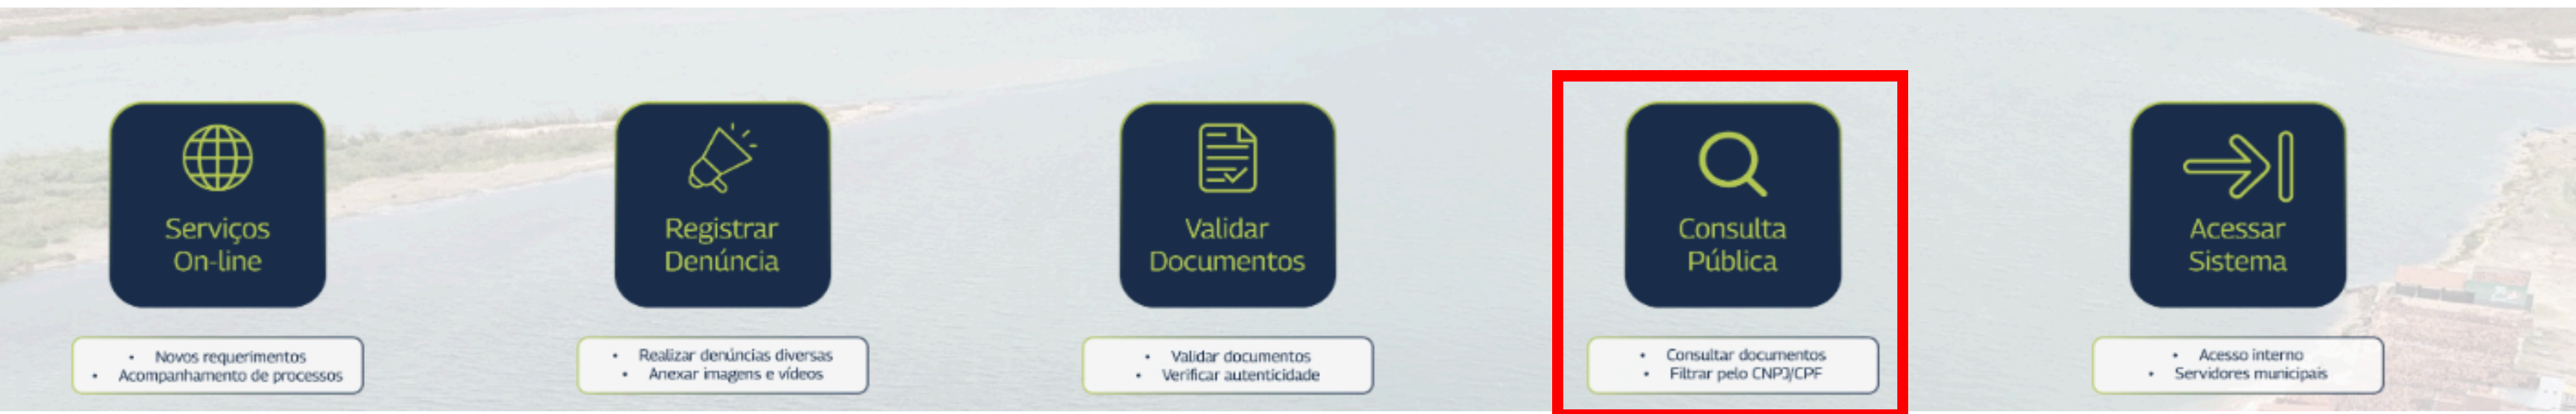 Serviços
On-line
• Novos requerimentos
• Acompanhamento de processos
Registrar
Denúncia
• Realizar denúncias diversas
• Anexar imagens e vídeos
Validar
Documentos
• Validar documentos
• Verificar autenticidade
Consulta
Pública
• Consultar documentos
• Filtrar pelo CNPJ/CPF
Acessar
Sistema
• Acesso interno
• Servidores municipais